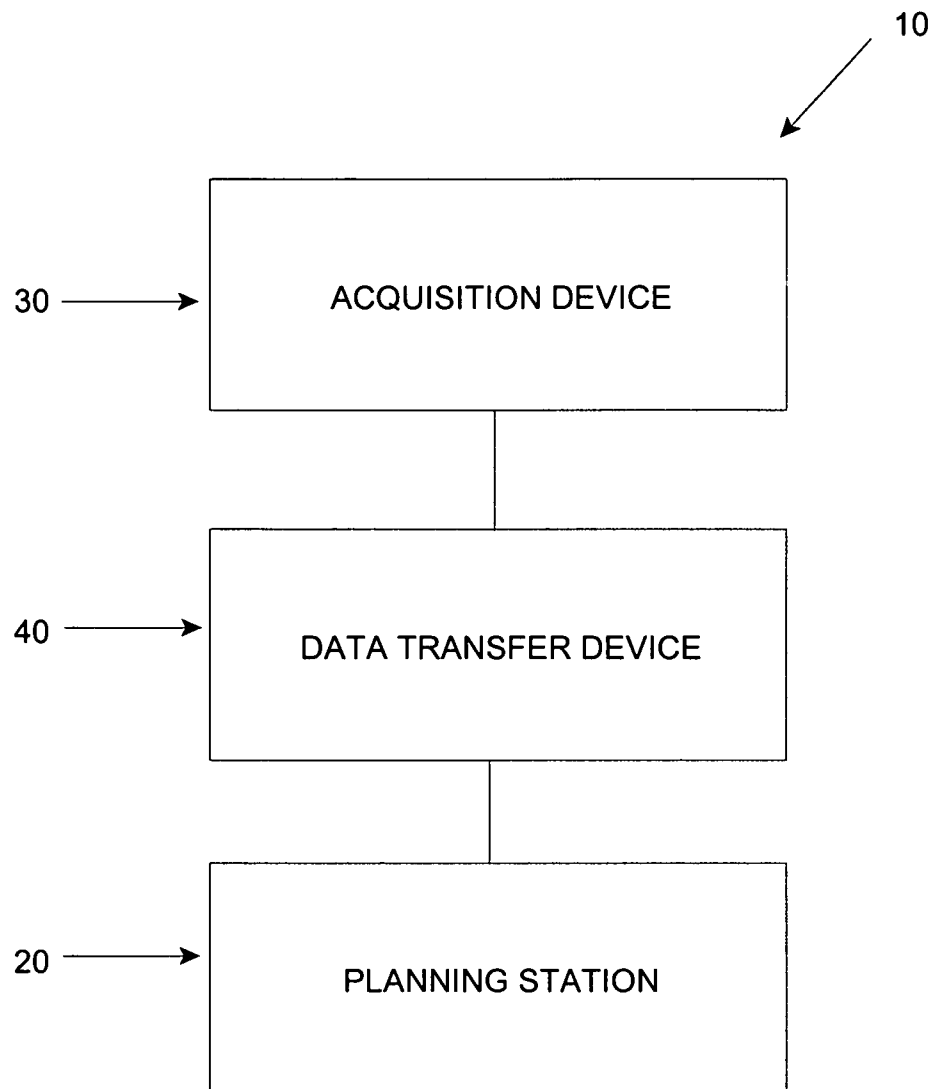 10
30
ACQUISITION DEVICE
40
DATA TRANSFER DEVICE
20
PLANNING STATION